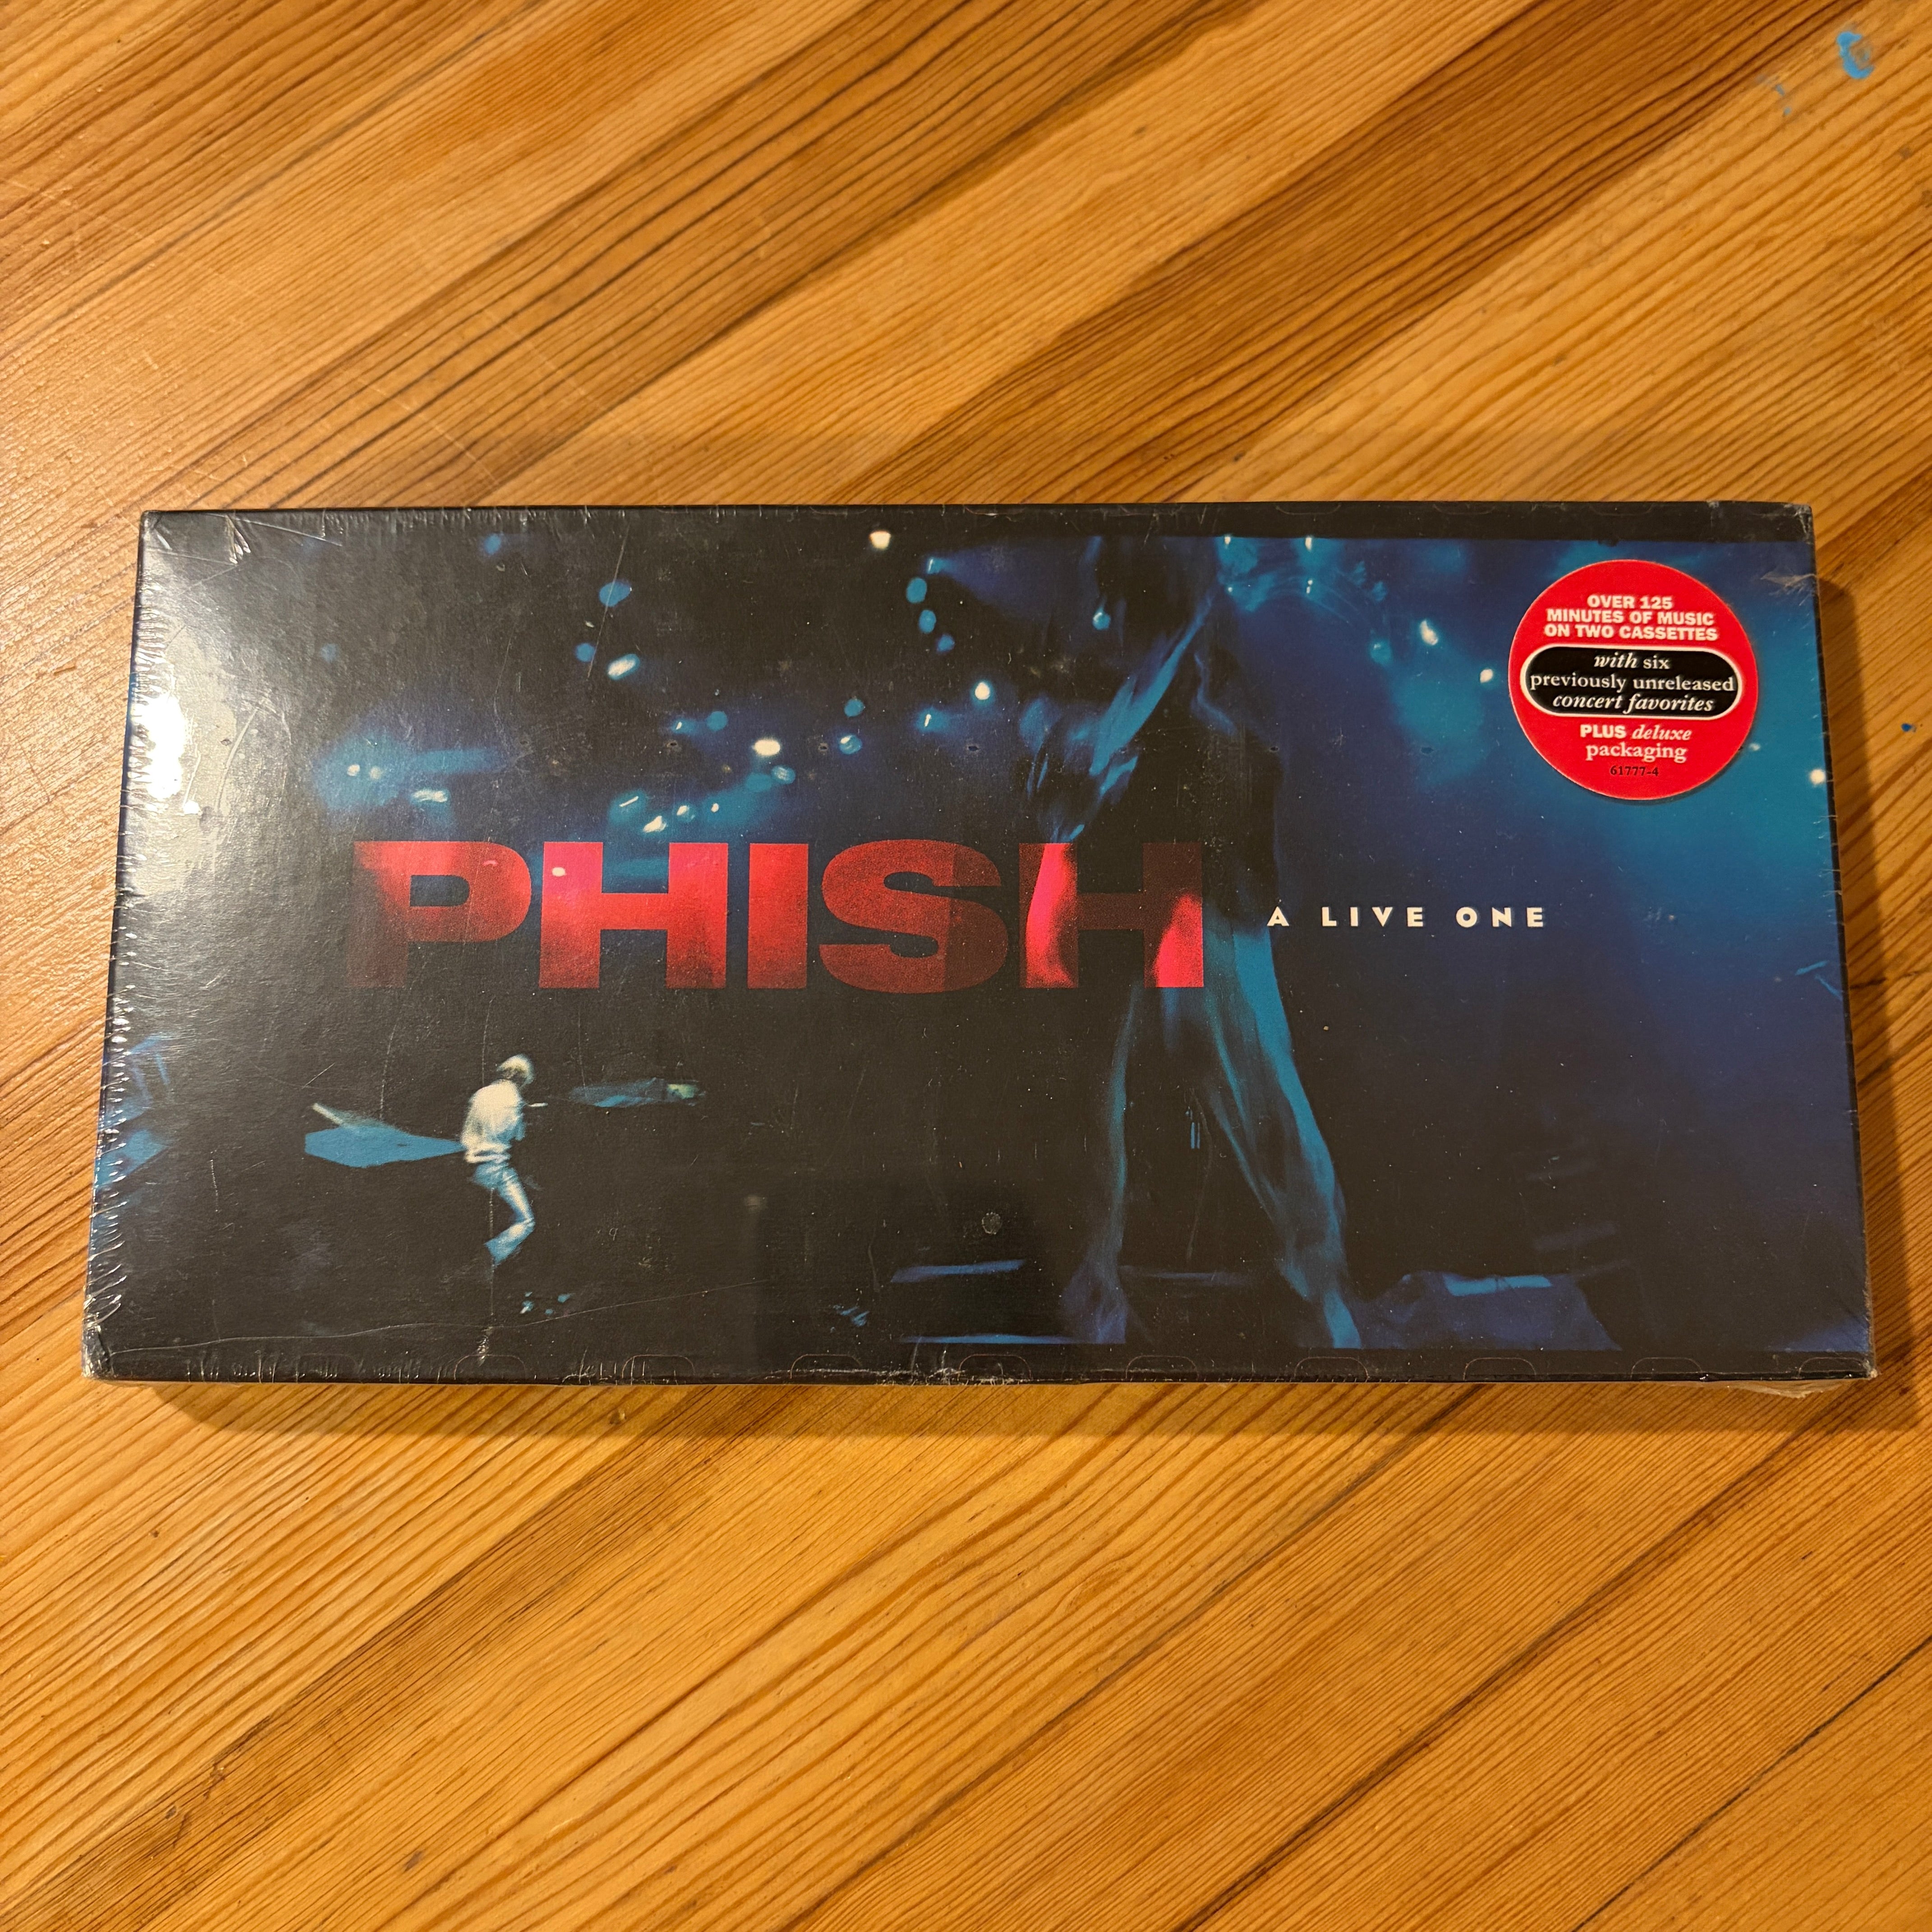 OVER 125
MINUTES OF MUSIC
ON TWO CASSETTES
with six
previously unreleased
concert favorites
PLUS deluxe
packaging
61777-4
PHISH A LIVE ONE